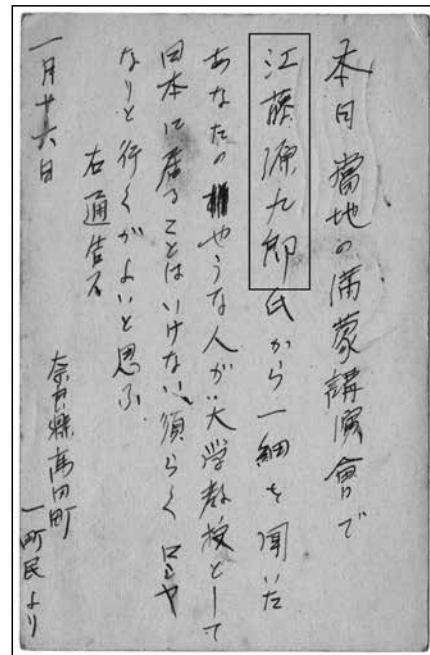 本日當地の満蒙講演會で
江藤源九郎氏から一細を聞いた
あなたの様やうな人が大学教授として
日本に居ることはいけない須らくロシヤ
なりと行くがよいと思ふ
右通告ス
一月十六日
奈良縣高田町
一町民より